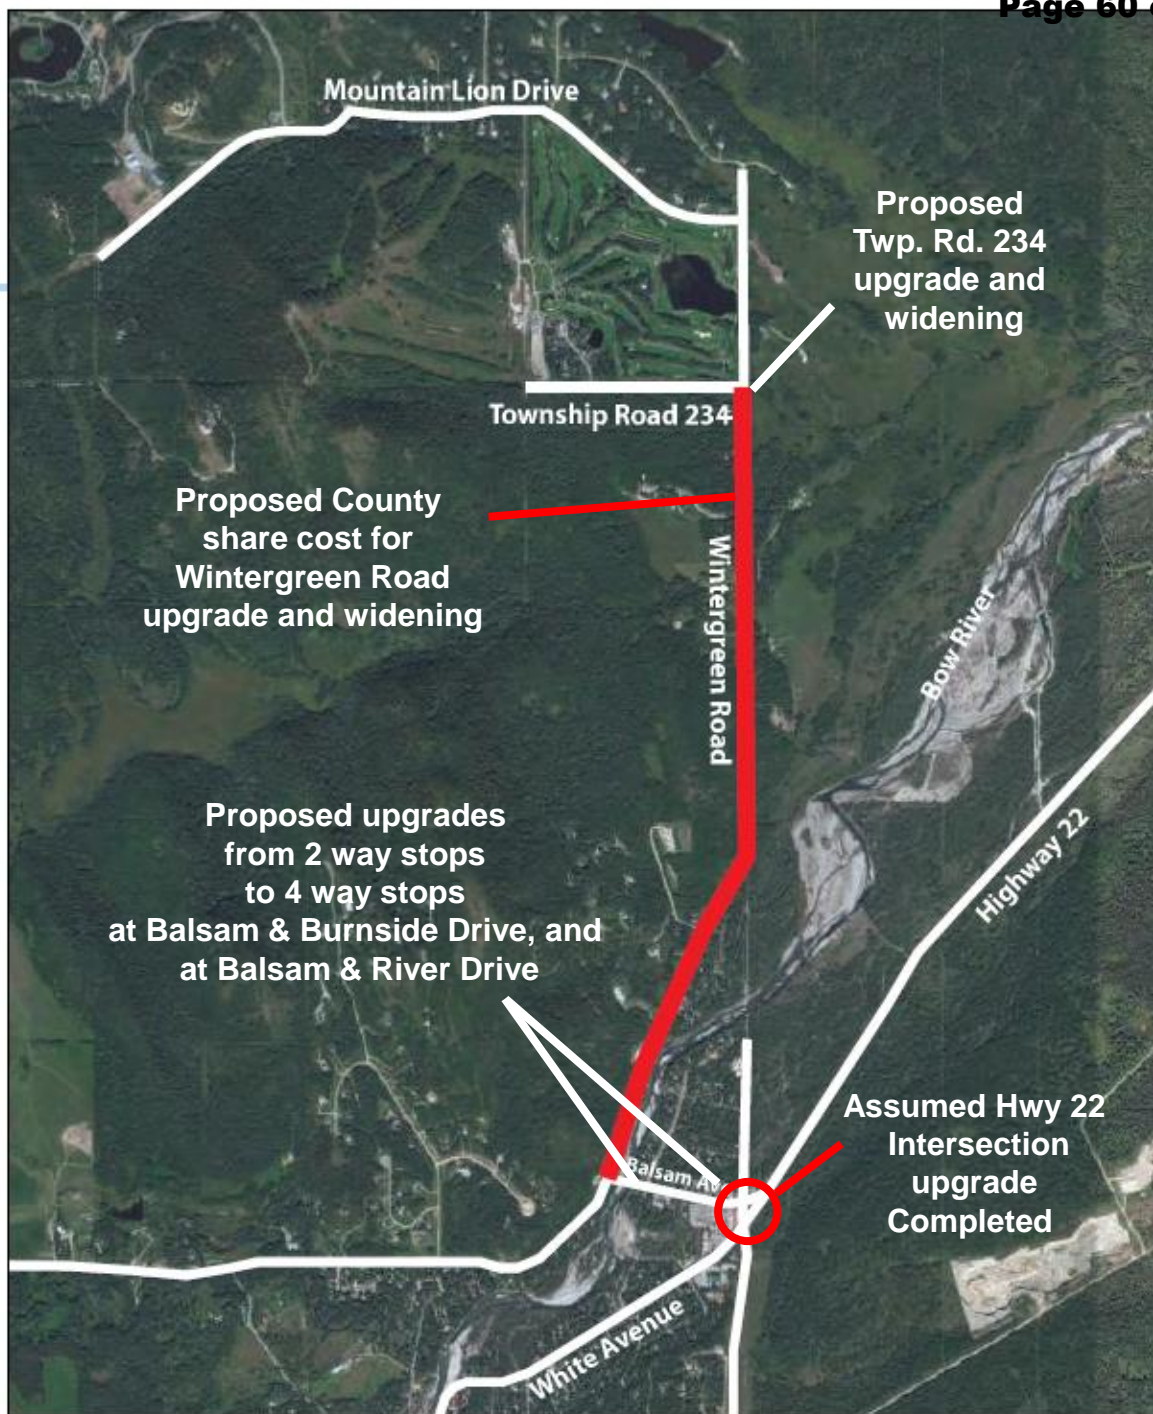 Page 60
Mountain Lion Drive
Proposed
Twp. Rd. 234
upgrade and
widening
Township Road 234
Proposed County
share cost for
Wintergreen Road
upgrade and widening
Wintergreen Road
Bow River
Proposed upgrades
from 2 way stops
to 4 way stops
at Balsam & Burnside Drive, and
at Balsam & River Drive
Highway 22
Assumed Hwy 22
Intersection
upgrade
Completed
Balsam
White Avenue